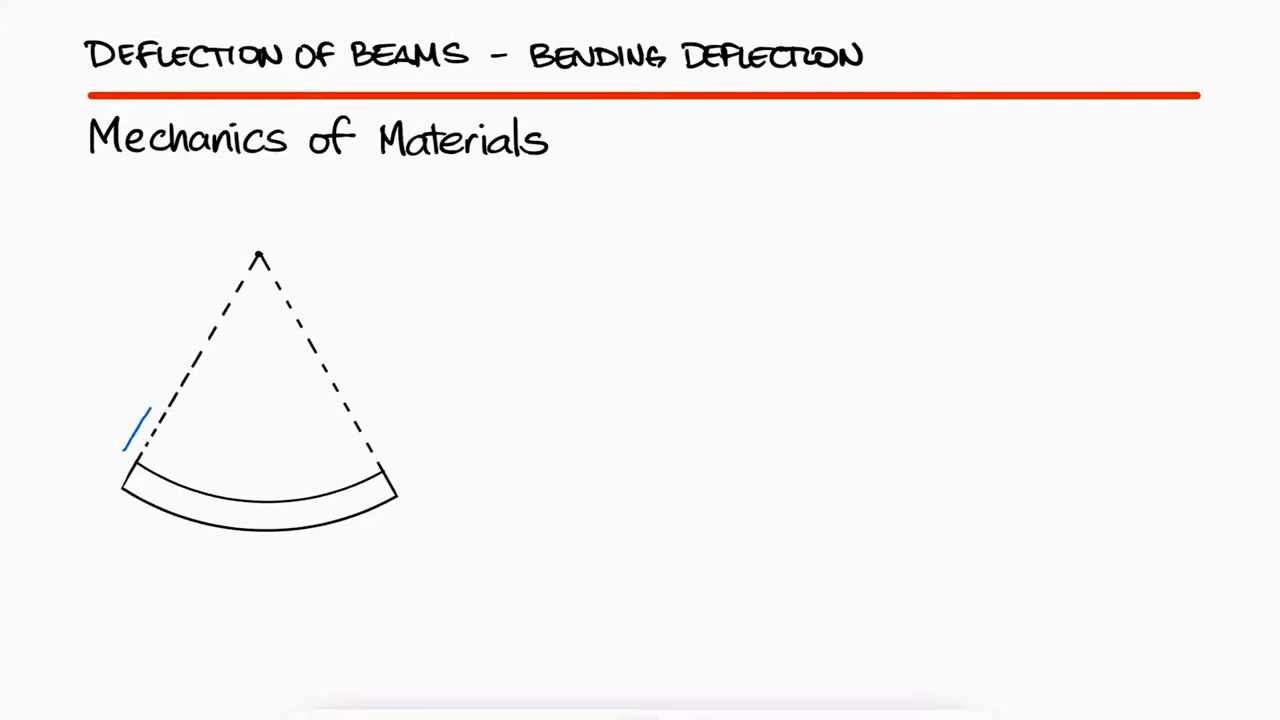 DEFLECTION OF BEAMS - BENDING DEFLECTION
Mechanics of Materials